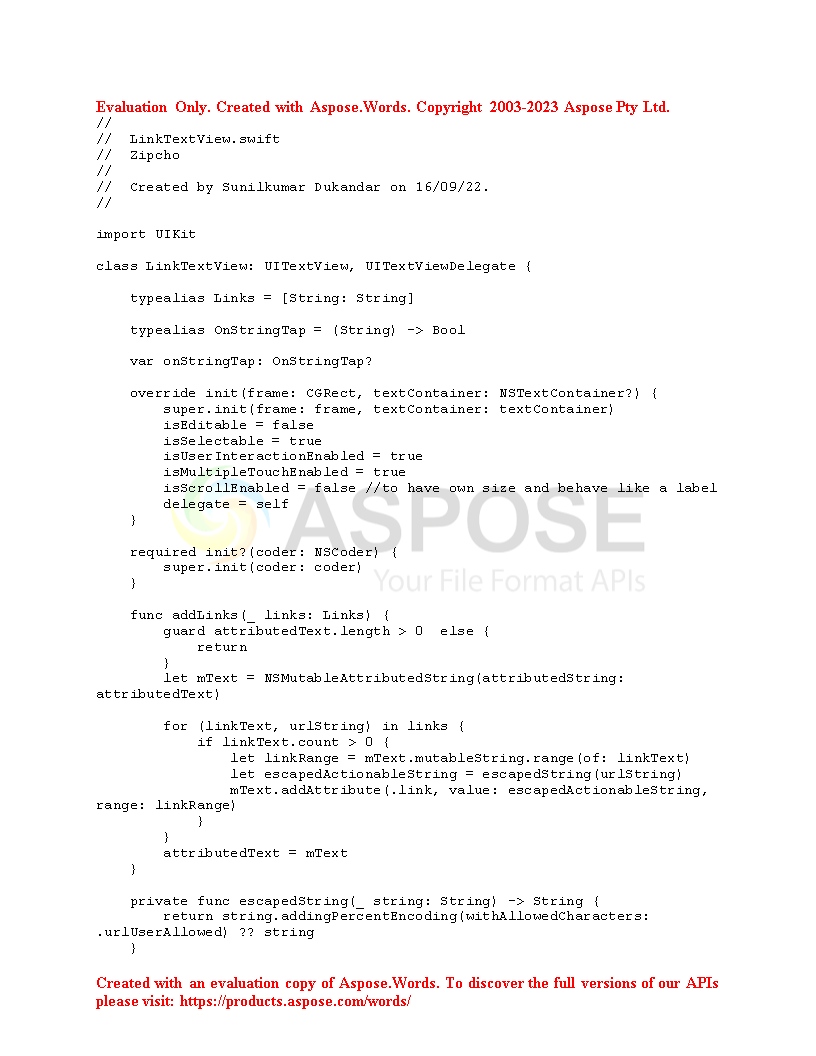 Evaluation Only. Created with Aspose.Words. Copyright 2003-2023 Aspose Pty Ltd.
//
//  LinkTextView.swift
//  Zipcho
//
//  Created by Sunilkumar Dukandar on 16/09/22.
//
import UIKit
class LinkTextView: UITextView, UITextViewDelegate {
    typealias Links = [String: String]
    typealias OnStringTap = (String) -> Bool
    var onStringTap: OnStringTap?
    override init(frame: CGRect, textContainer: NSTextContainer?) {
        super.init(frame: frame, textContainer: textContainer)
        isEditable = false
        isSelectable = true
        isUserInteractionEnabled = true
        isMultipleTouchEnabled = true
        isScrollEnabled = false //to have own size and behave like a label
        delegate = self
    }
ASPOSE
    required init?(coder: NSCoder) {
        super.init(coder: coder)
Your File Format APIs
    }
    func addLinks(_ links: Links) {
        guard attributedText.length > 0  else {
            return
        }
        let mText = NSMutableAttributedString(attributedString:
attributedText)
        for (linkText, urlString) in links {
            if linkText.count > 0 {
                let linkRange = mText.mutableString.range(of: linkText)
                let escapedActionableString = escapedString(urlString)
                mText.addAttribute(.link, value: escapedActionableString,
range: linkRange)
            }
        }
        attributedText = mText
    }
    private func escapedString(_ string: String) -> String {
        return string.addingPercentEncoding(withAllowedCharacters:
.urlUserAllowed) ?? string
    }
Created with an evaluation copy of Aspose.Words. To discover the full versions of our APIs
please visit: https://products.aspose.com/words/